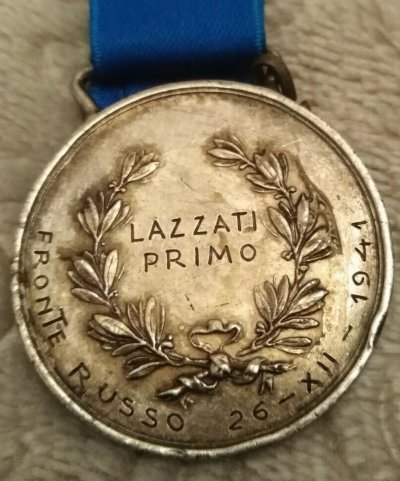 LAZZATI
PRIMO
FRONTE RUSSO 26-XII-1941